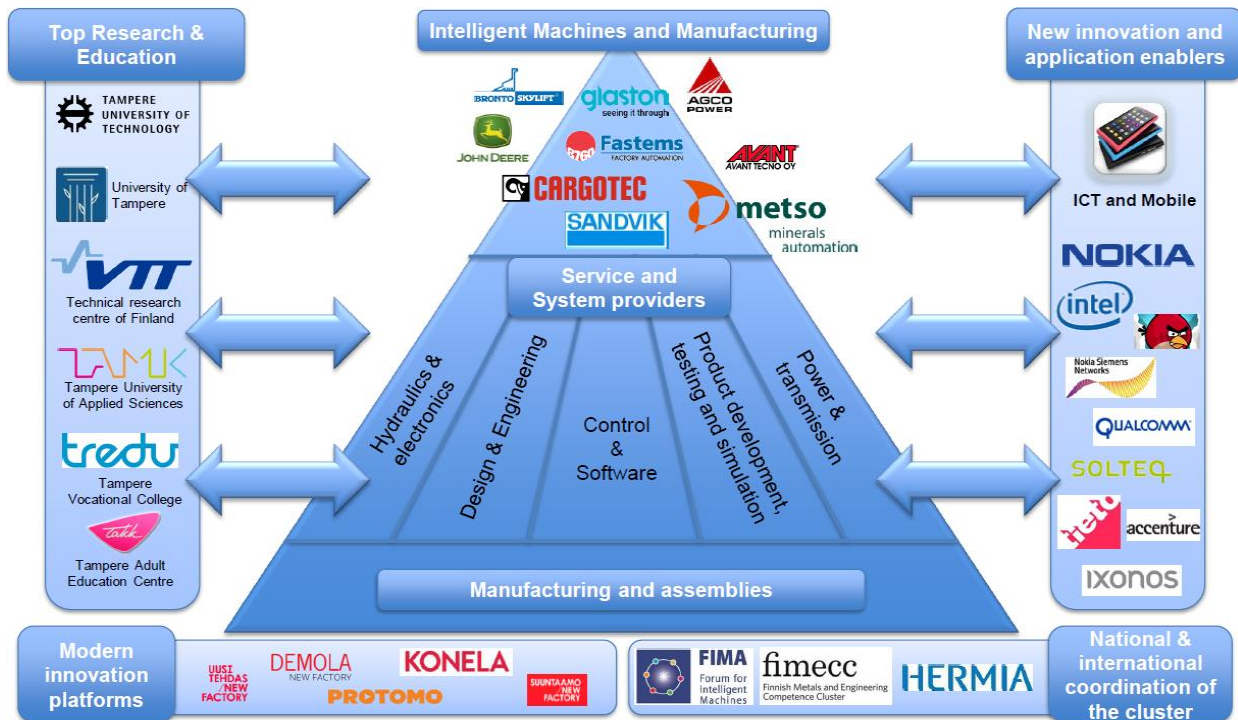 Top Research &
Education
TAMPERE
UNIVERSITY OF
TECHNOLOGY
University of
Tampere
VTT
Technical research
centre of Finland
TAMK
Tampere University
of Applied Sciences
tredu
Tampere
Vocational College
takk
Tampere Adult
Education Centre
Intelligent Machines and Manufacturing
BRONTO SKYLIFT
glaston
seeing it through
AGCO
POWER
JOHN DEERE
Fastems
FACTORY AUTOMATION
AVANT
AVANT TECNO OY
CARGOTEC
SANDVIK
metso
minerals
automation
Service and
System providers
Hydraulics &
electronics
Design & Engineering
Control
&
Software
Product development,
testing and simulation
Power &
transmission
Manufacturing and assemblies
New innovation and
application enablers
ICT and Mobile
NOKIA
intel
Nokia Siemens
Networks
QUALCOMM
SOLTEQ
tieto
accenture
IXONOS
Modern
innovation
platforms
UUSI
TEHDAS
/NEW
FACTORY
DEMOLA
NEW FACTORY
PROTOMO
KONELA
SUUNTAAMO
/NEW
FACTORY
FIMA
Forum for
Intelligent
Machines
fimecc
Finnish Metals and Engineering
Competence Cluster
HERMIA
National &
international
coordination of
the cluster